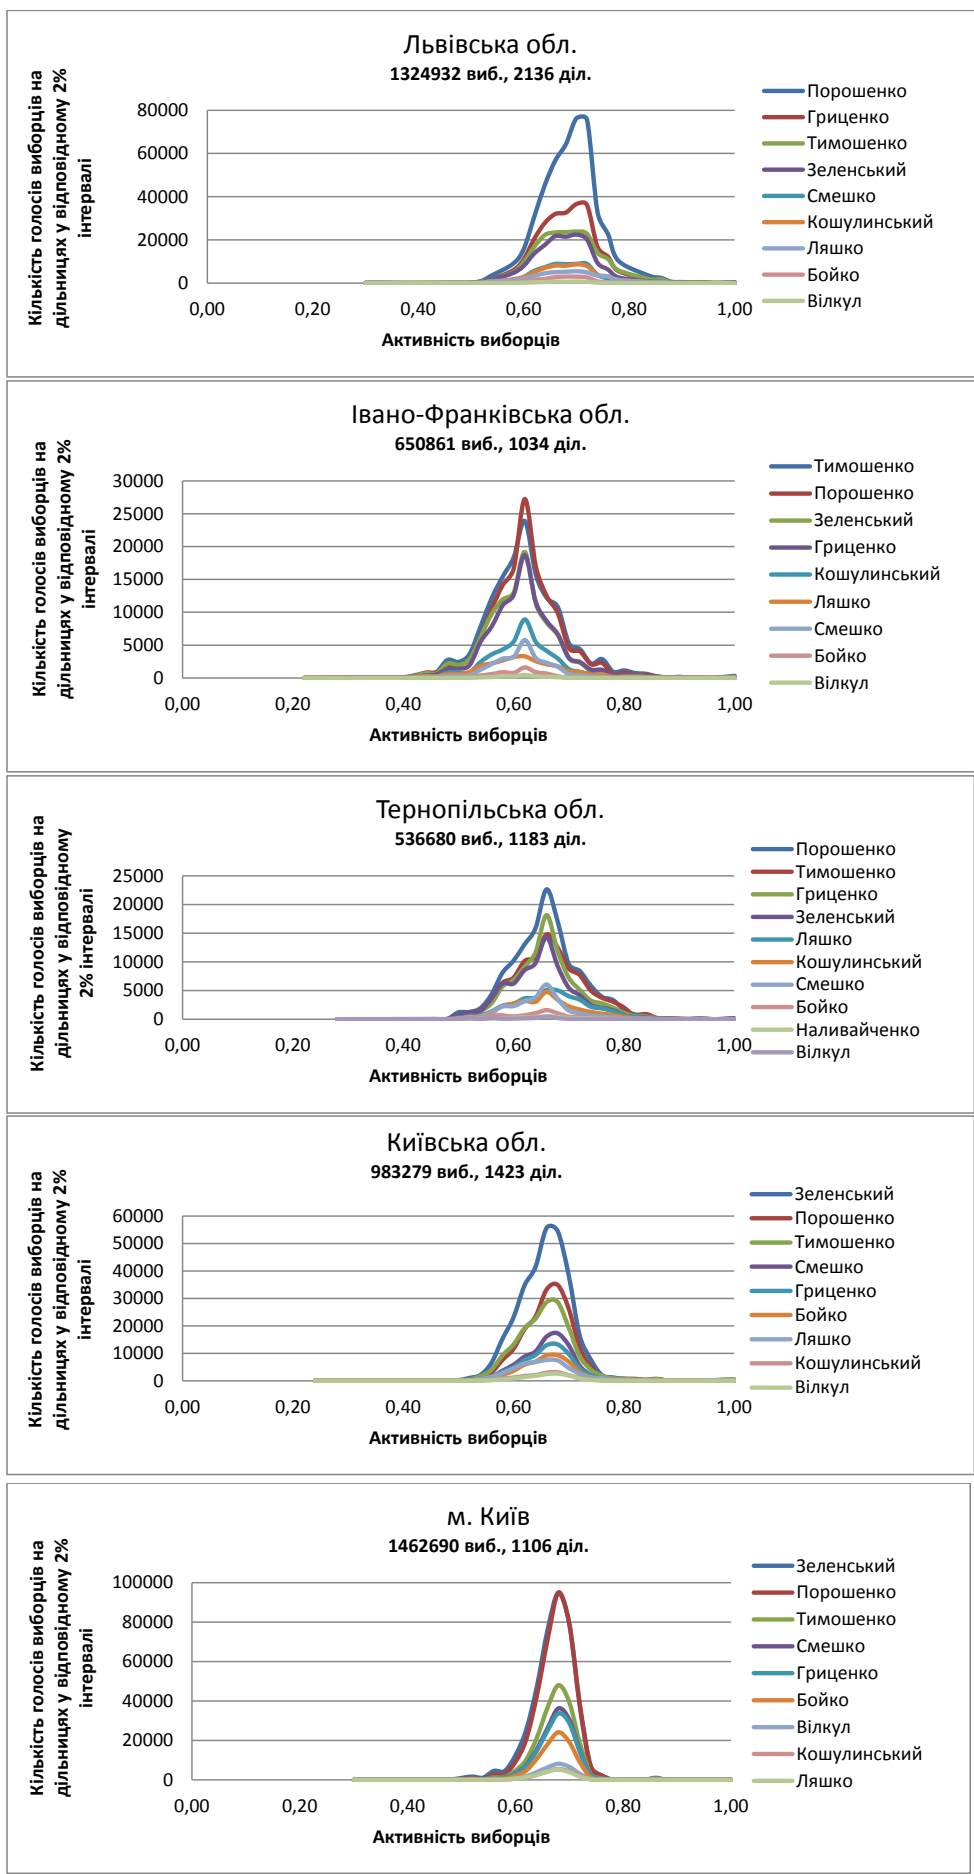 Львівська обл.
1324932 виб., 2136 діл.
Кількість голосів виборців на
дільницях у відповідному 2%
інтервалі
80000
60000
40000
20000
0
0,00
0,20
0,40
0,60
0,80
1,00
Активність виборців
Порошенко
Гриценко
Тимошенко
Зеленський
Смешко
Кошулинський
Ляшко
Бойко
Вілкул
Івано-Франківська обл.
650861 виб., 1034 діл.
Кількість голосів виборців на
дільницях у відповідному 2%
інтервалі
30000
25000
20000
15000
10000
5000
0
0,00
0,20
0,40
0,60
0,80
1,00
Активність виборців
Тимошенко
Порошенко
Зеленський
Гриценко
Кошулинський
Ляшко
Смешко
Бойко
Вілкул
Тернопільська обл.
536680 виб., 1183 діл.
Кількість голосів виборців на
дільницях у відповідному
2% інтервалі
25000
20000
15000
10000
5000
0
0,00
0,20
0,40
0,60
0,80
1,00
Активність виборців
Порошенко
Тимошенко
Гриценко
Зеленський
Ляшко
Кошулинський
Смешко
Бойко
Наливайченко
Вілкул
Київська обл.
983279 виб., 1423 діл.
Кількість голосів виборців на
дільницях у відповідному 2%
інтервалі
60000
50000
40000
30000
20000
10000
0
0,00
0,20
0,40
0,60
0,80
1,00
Активність виборців
Зеленський
Порошенко
Тимошенко
Смешко
Гриценко
Бойко
Ляшко
Кошулинський
Вілкул
м. Київ
1462690 виб., 1106 діл.
Кількість голосів виборців на
дільницях у відповідному 2%
інтервалі
100000
80000
60000
40000
20000
0
0,00
0,20
0,40
0,60
0,80
1,00
Активність виборців
Зеленський
Порошенко
Тимошенко
Смешко
Гриценко
Бойко
Вілкул
Кошулинський
Ляшко